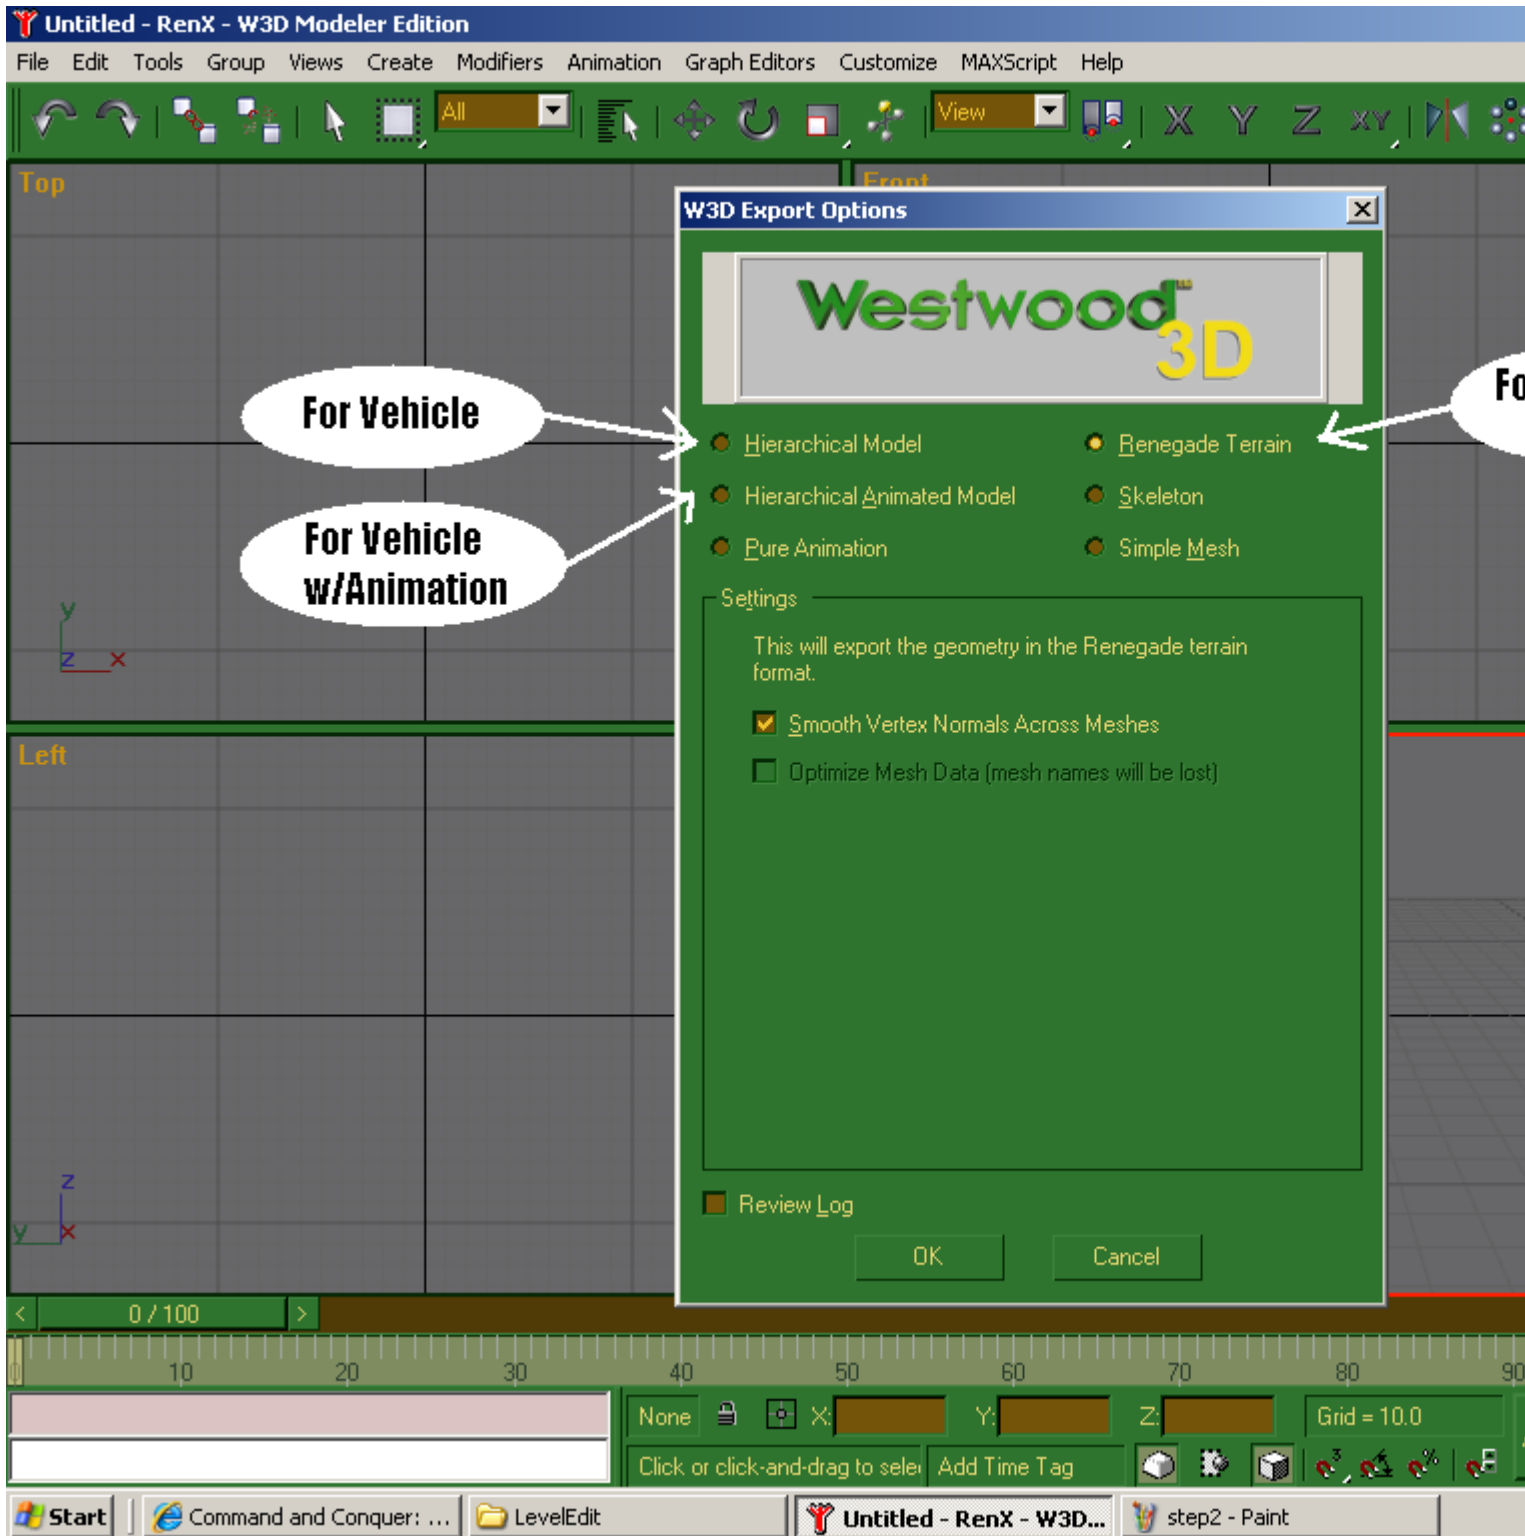 Untitled - RenX - W3D Modeler Edition
File Edit Tools Group Views Create Modifiers Animation Graph Editors Customize MAXScript Help
All View X Y Z XY
Top
Front
W3D Export Options
Westwood™
3D
For Vehicle
Hierarchical Model
Renegade Terrain
Hierarchical Animated Model
Skeleton
For Vehicle
w/Animation
Pure Animation
Simple Mesh
Settings
This will export the geometry in the Renegade terrain
format.
Smooth Vertex Normals Across Meshes
Optimize Mesh Data (mesh names will be lost)
y
z x
Left
Review Log
OK Cancel
z
y x
< 0 / 100 >
0 10 20 30 40 50 60 70 80 90
None X: Y: Z: Grid = 10.0
Click or click-and-drag to sele Add Time Tag
Start Command and Conquer: ... LevelEdit Untitled - RenX - W3D... step2 - Paint